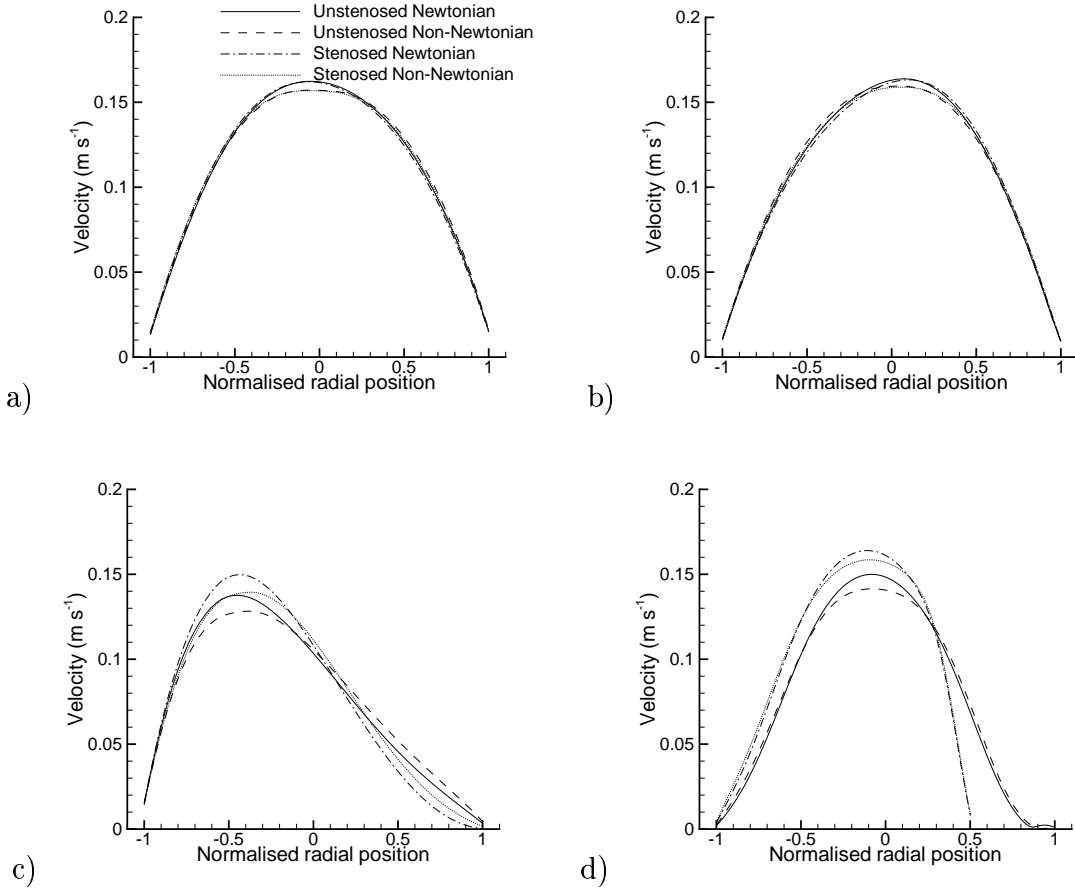 Unstenosed Newtonian
Unstenosed Non-Newtonian
Stenosed Newtonian
Stenosed Non-Newtonian
0.2
0.15
0.1
0.05
0
Velocity (m s-1)
-1 -0.5 0 0.5 1
Normalised radial position
a)
0.2
0.15
0.1
0.05
0
Velocity (m s-1)
-1 -0.5 0 0.5 1
Normalised radial position
b)
0.2
0.15
0.1
0.05
0
Velocity (m s-1)
-1 -0.5 0 0.5 1
Normalised radial position
c)
0.2
0.15
0.1
0.05
0
Velocity (m s-1)
-1 -0.5 0 0.5 1
Normalised radial position
d)